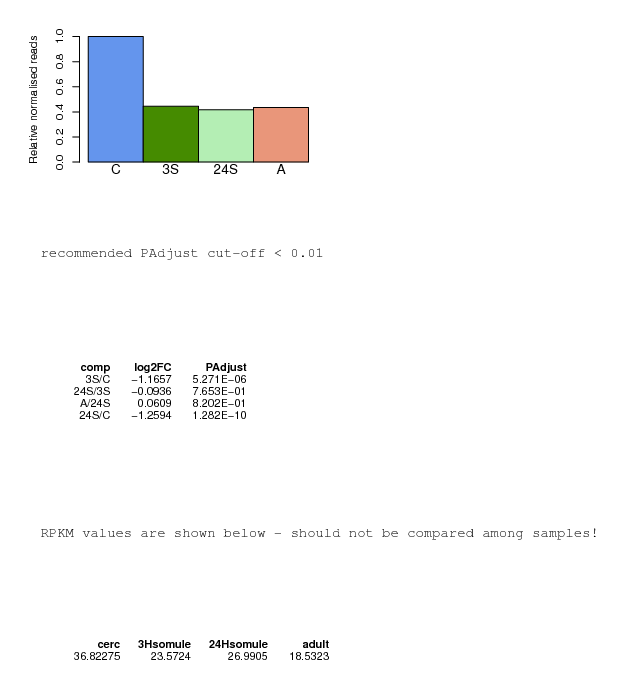 Relative normalised reads
1.0
0.8
0.6
0.4
0.2
0.0
C 3S 24S A
recommended PAdjust cut-off < 0.01
comp log2FC PAdjust
3S/C −1.1657 5.271E−06
24S/3S −0.0936 7.653E−01
A/24S 0.0609 8.202E−01
24S/C −1.2594 1.282E−10
RPKM values are shown below - should not be compared among samples!
cerc 3Hsomule 24Hsomule adult
36.82275 23.5724 26.9905 18.5323